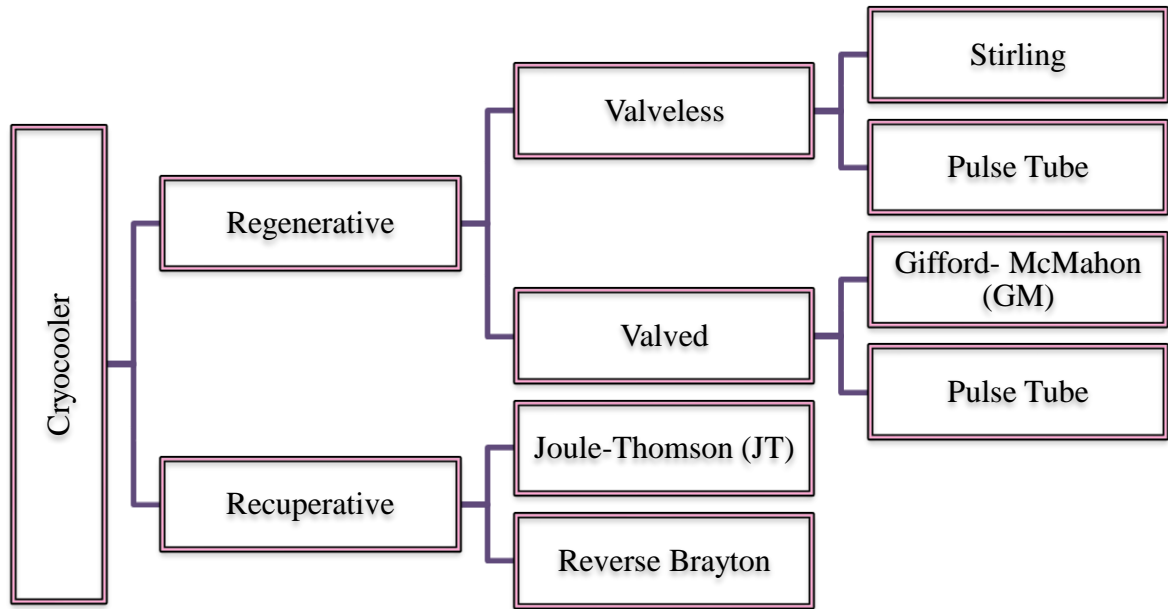 Cryocooler
Regenerative
Valveless
Stirling
Pulse Tube
Valved
Gifford- McMahon
(GM)
Pulse Tube
Recuperative
Joule-Thomson (JT)
Reverse Brayton